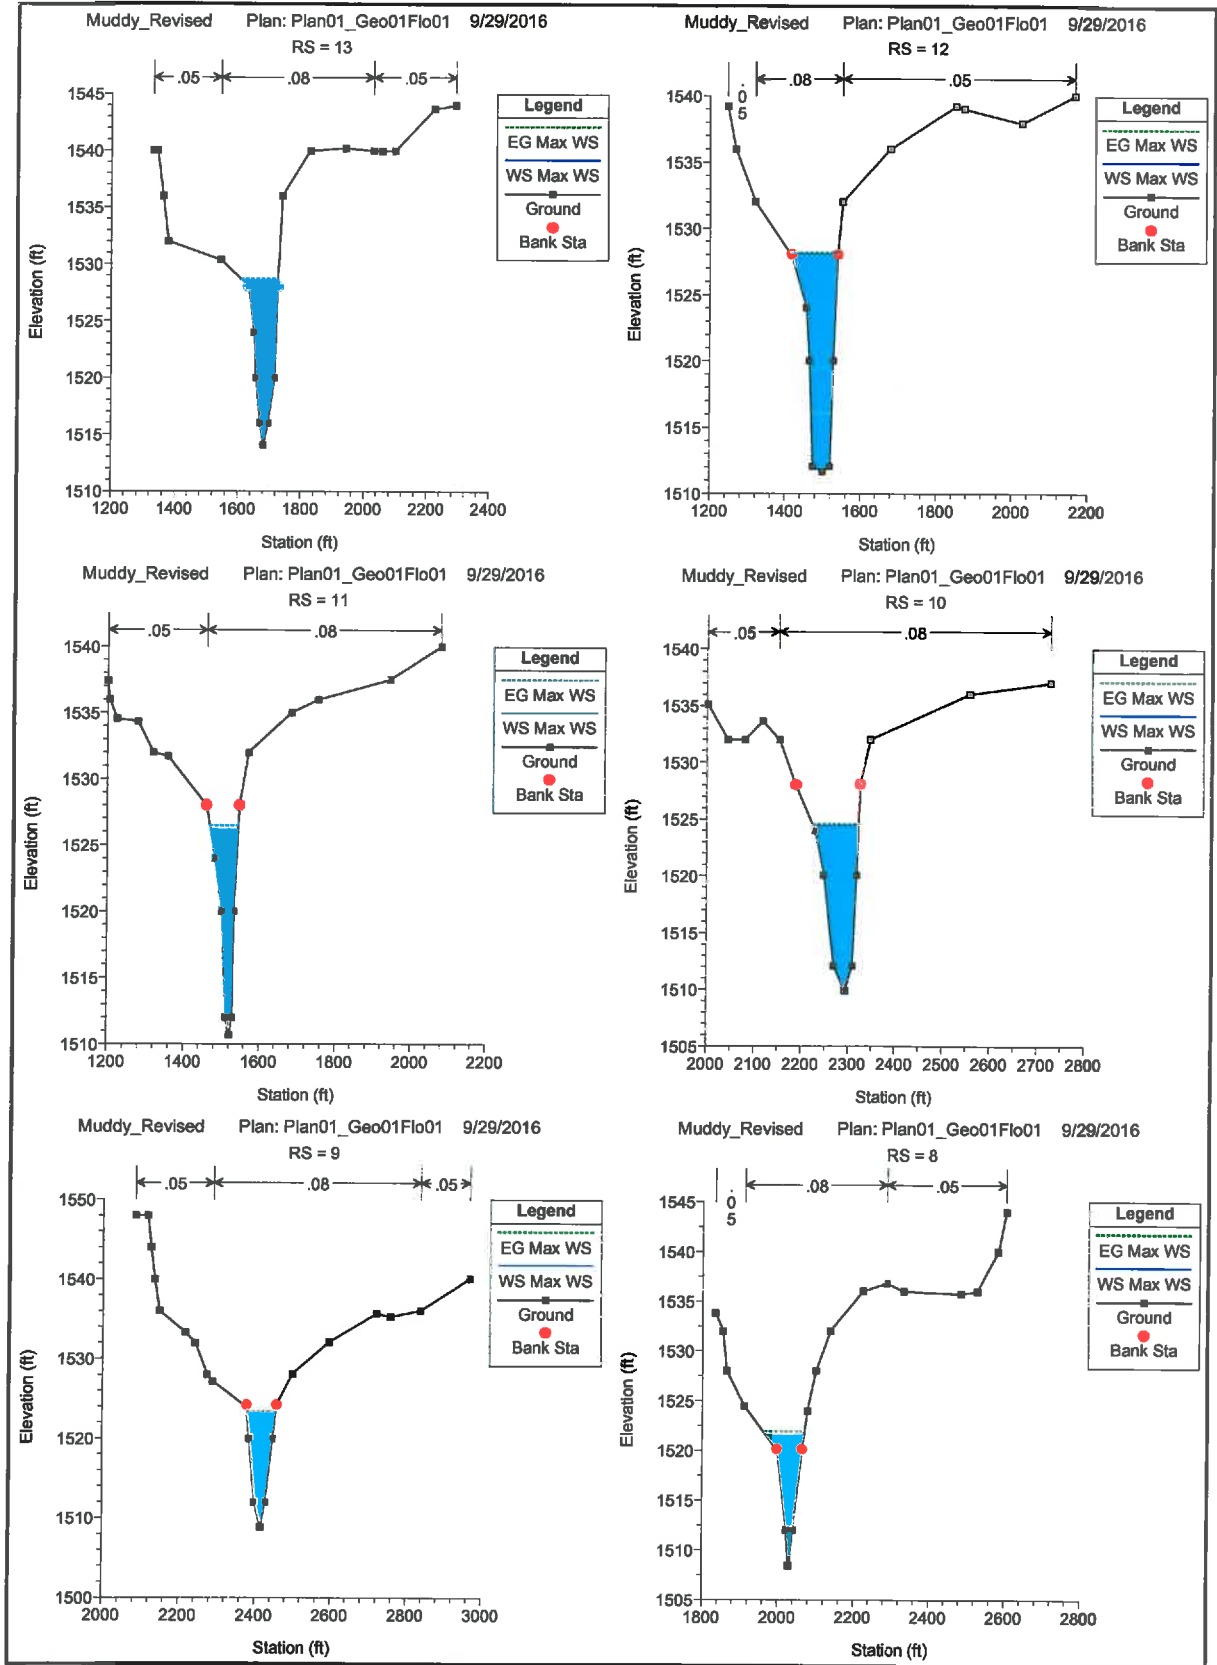 Muddy_Revised Plan: Plan01_Geo01Flo01 9/29/2016
RS = 13
.05 .08 .05
Legend
EG Max WS
WS Max WS
Ground
Bank Sta
Elevation (ft)
1545
1540
1535
1530
1525
1520
1515
1510
1200 1400 1600 1800 2000 2200 2400
Station (ft)
Muddy_Revised Plan: Plan01_Geo01Flo01 9/29/2016
RS = 12
.05 .08 .05
Legend
EG Max WS
WS Max WS
Ground
Bank Sta
Elevation (ft)
1540
1535
1530
1525
1520
1515
1510
1200 1400 1600 1800 2000 2200
Station (ft)
Muddy_Revised Plan: Plan01_Geo01Flo01 9/29/2016
RS = 11
.05 .08
Legend
EG Max WS
WS Max WS
Ground
Bank Sta
Elevation (ft)
1540
1535
1530
1525
1520
1515
1510
1200 1400 1600 1800 2000 2200
Station (ft)
Muddy_Revised Plan: Plan01_Geo01Flo01 9/29/2016
RS = 10
.05 .08
Legend
EG Max WS
WS Max WS
Ground
Bank Sta
Elevation (ft)
1540
1535
1530
1525
1520
1515
1510
1505
2000 2100 2200 2300 2400 2500 2600 2700 2800
Station (ft)
Muddy_Revised Plan: Plan01_Geo01Flo01 9/29/2016
RS = 9
.05 .08 .05
Legend
EG Max WS
WS Max WS
Ground
Bank Sta
Elevation (ft)
1550
1540
1530
1520
1510
1500
2000 2200 2400 2600 2800 3000
Station (ft)
Muddy_Revised Plan: Plan01_Geo01Flo01 9/29/2016
RS = 8
.05 .08 .05
Legend
EG Max WS
WS Max WS
Ground
Bank Sta
Elevation (ft)
1545
1540
1535
1530
1525
1520
1515
1510
1505
1800 2000 2200 2400 2600 2800
Station (ft)